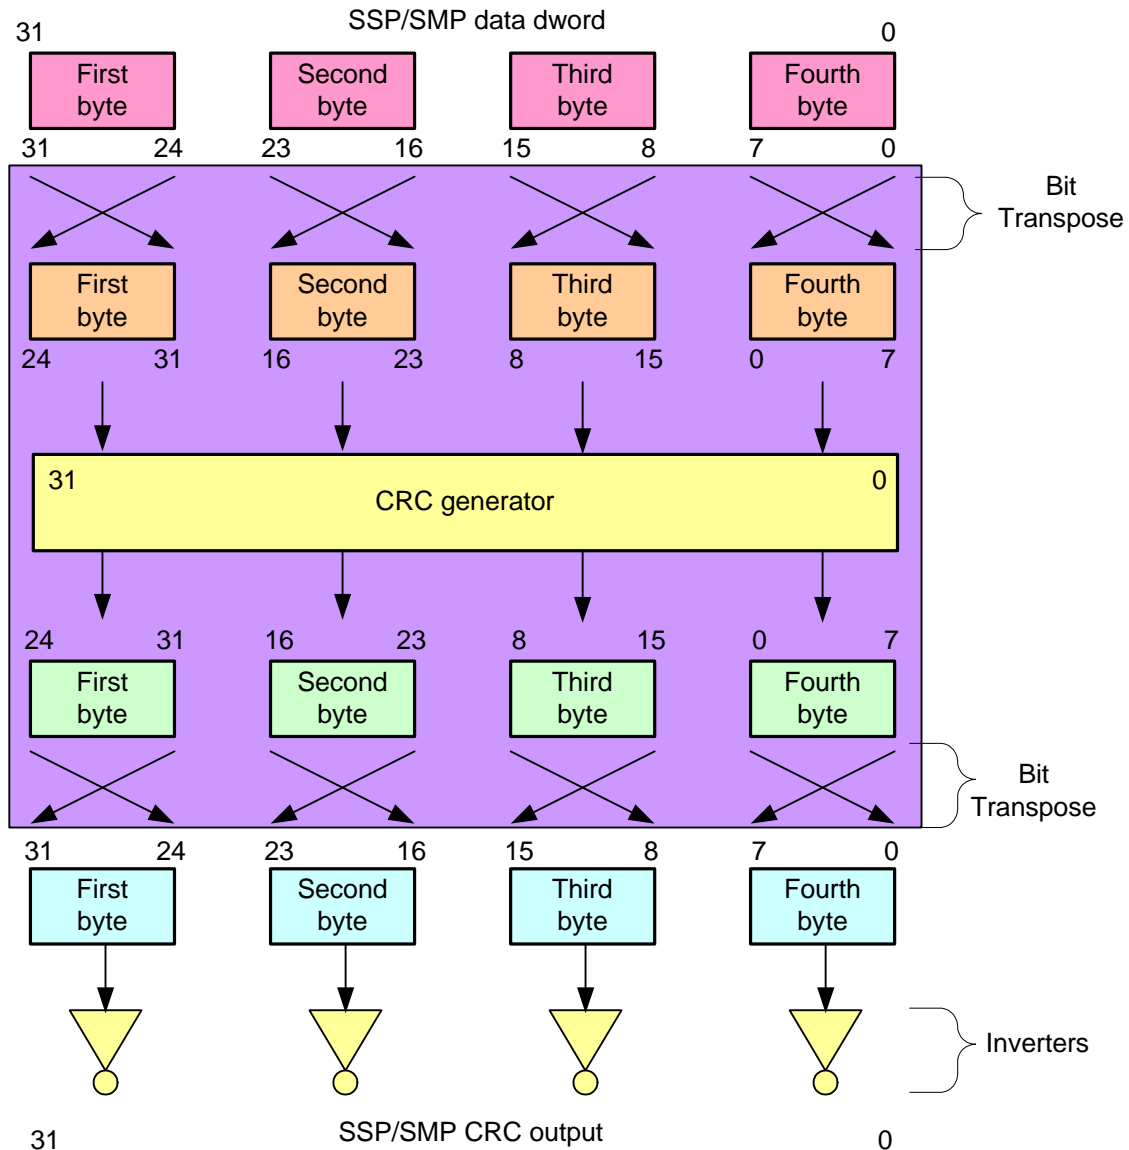 SSP/SMP data dword
31 0
First byte Second byte Third byte Fourth byte
31 24 23 16 15 8 7 0
Bit Transpose
First byte Second byte Third byte Fourth byte
24 31 16 23 8 15 0 7
31 CRC generator 0
24 31 16 23 8 15 0 7
First byte Second byte Third byte Fourth byte
Bit Transpose
31 24 23 16 15 8 7 0
First byte Second byte Third byte Fourth byte
Inverters
31 SSP/SMP CRC output 0